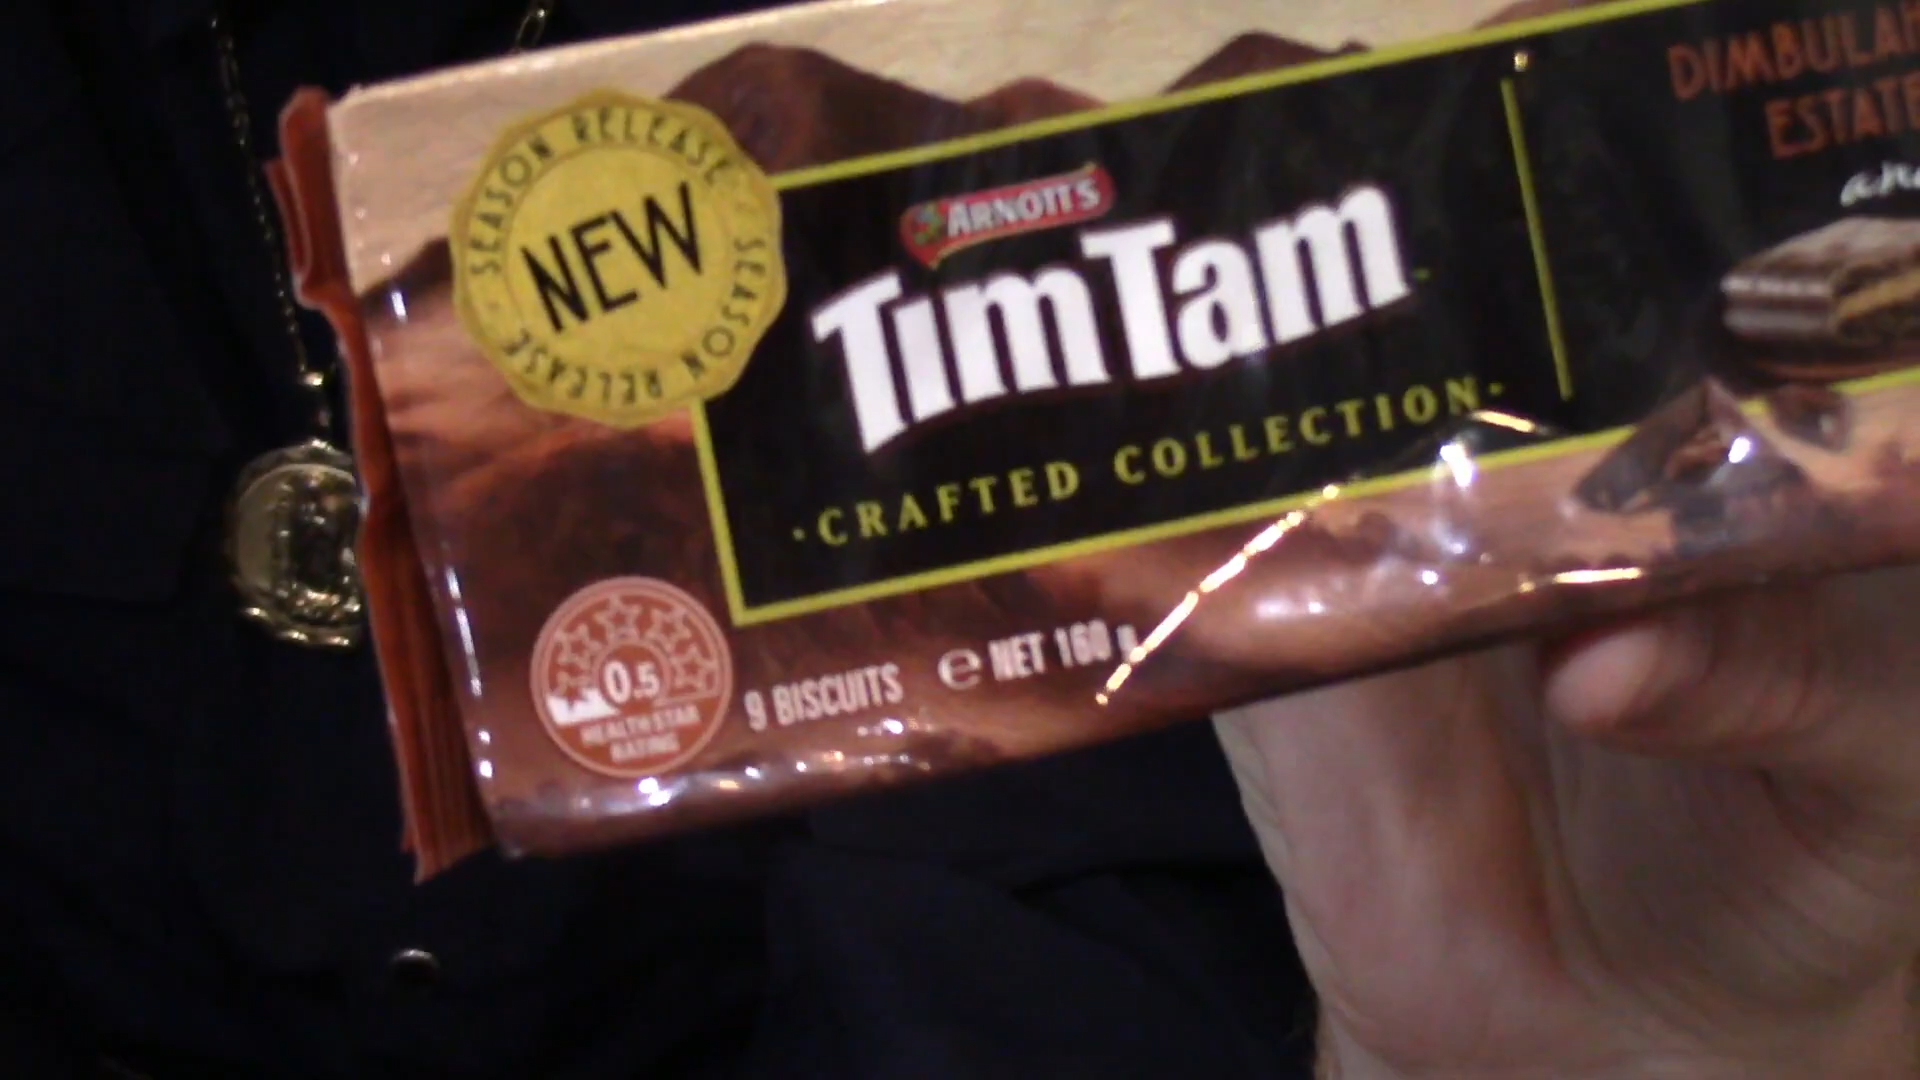 SEASON RELEASE · SEASON RELEASE ·
NEW
ARNOTT'S
TimTam
· CRAFTED COLLECTION ·
DIMBULAH
ESTATE
0.5
HEALTH STAR
RATING
9 BISCUITS e NET 160 g